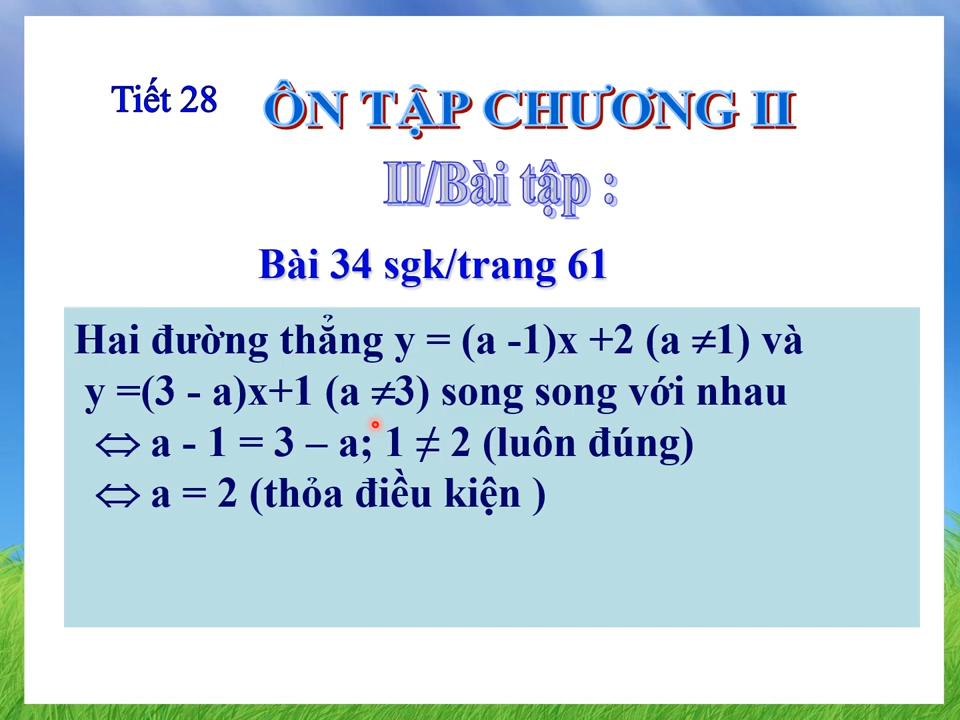 Tiết 28
ÔN TẬP CHƯƠNG II
II/Bài tập :
Bài 34 sgk/trang 61
Hai đường thẳng y = (a -1)x +2 (a ≠1) và
y =(3 - a)x+1 (a ≠3) song song với nhau
⇔ a - 1 = 3 – a; 1 ≠ 2 (luôn đúng)
⇔ a = 2 (thỏa điều kiện )